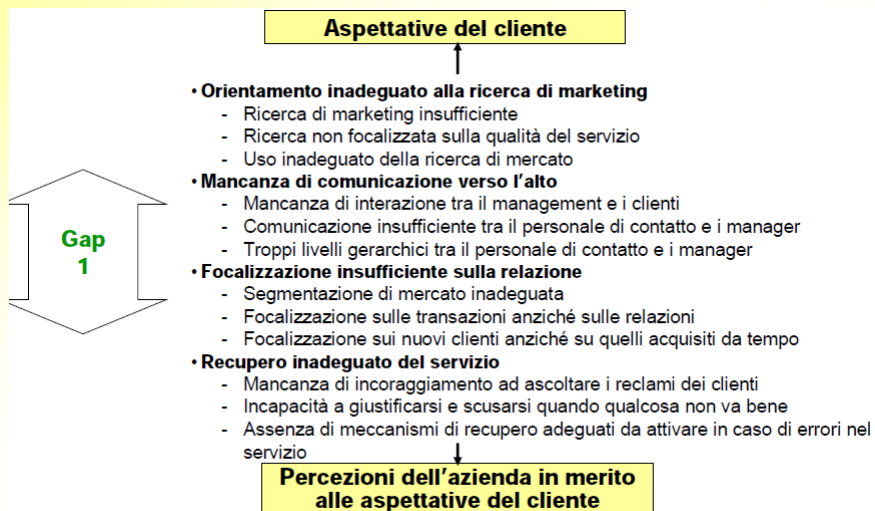 Aspettative del cliente
• Orientamento inadeguato alla ricerca di marketing
- Ricerca di marketing insufficiente
- Ricerca non focalizzata sulla qualità del servizio
- Uso inadeguato della ricerca di mercato
• Mancanza di comunicazione verso l'alto
- Mancanza di interazione tra il management e i clienti
- Comunicazione insufficiente tra il personale di contatto e i manager
- Troppi livelli gerarchici tra il personale di contatto e i manager
Gap
1
• Focalizzazione insufficiente sulla relazione
- Segmentazione di mercato inadeguata
- Focalizzazione sulle transazioni anziché sulle relazioni
- Focalizzazione sui nuovi clienti anziché su quelli acquisiti da tempo
• Recupero inadeguato del servizio
- Mancanza di incoraggiamento ad ascoltare i reclami dei clienti
- Incapacità a giustificarsi e scusarsi quando qualcosa non va bene
- Assenza di meccanismi di recupero adeguati da attivare in caso di errori nel
servizio
Percezioni dell'azienda in merito
alle aspettative del cliente